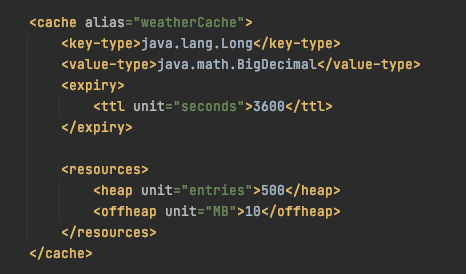 <cache alias="weatherCache">
    <key-type>java.lang.Long</key-type>
    <value-type>java.math.BigDecimal</value-type>
    <expiry>
        <ttl unit="seconds">3600</ttl>
    </expiry>

    <resources>
        <heap unit="entries">500</heap>
        <offheap unit="MB">10</offheap>
    </resources>
</cache>